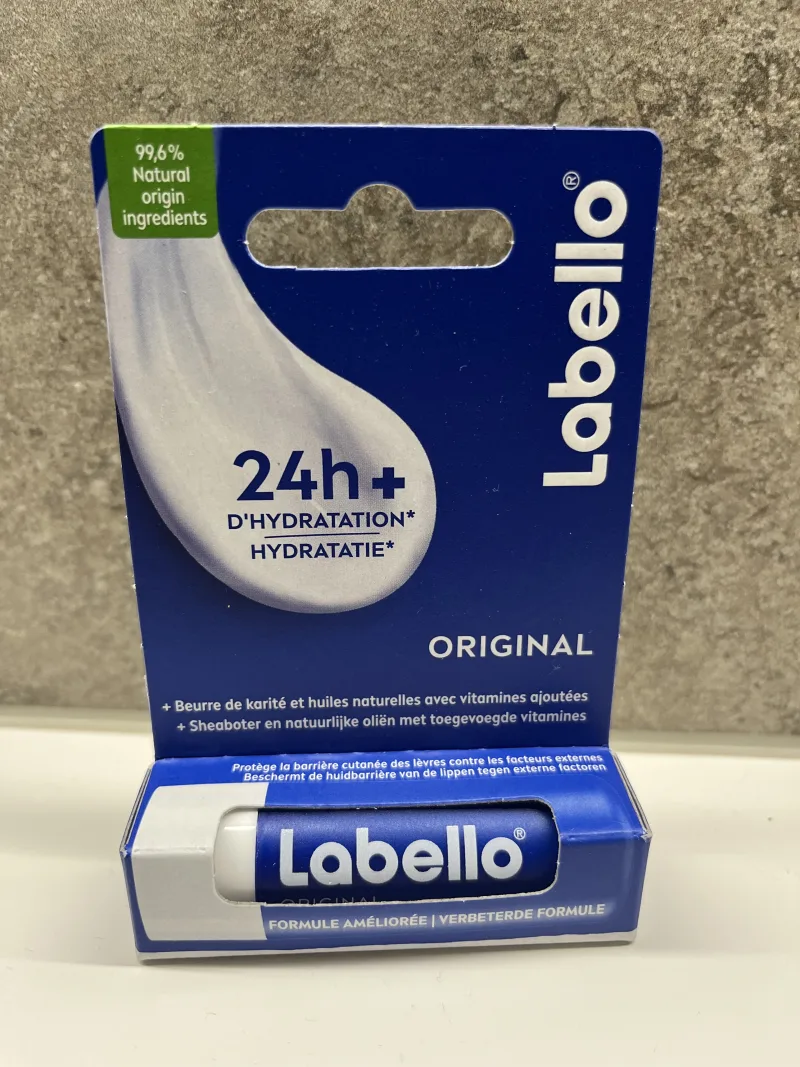 99,6%
Natural
origin
ingredients
Labello®
24h+
D'HYDRATATION*
HYDRATATIE*
ORIGINAL
+ Beurre de karité et huiles naturelles avec vitamines ajoutées
+ Sheaboter en natuurlijke oliën met toegevoegde vitamines
Protège la barrière cutanée des lèvres contre les facteurs externes
Beschermt de huidbarrière van de lippen tegen externe factoren
Labello®
ORIGINAL
FORMULE AMÉLIORÉE | VERBETERDE FORMULE